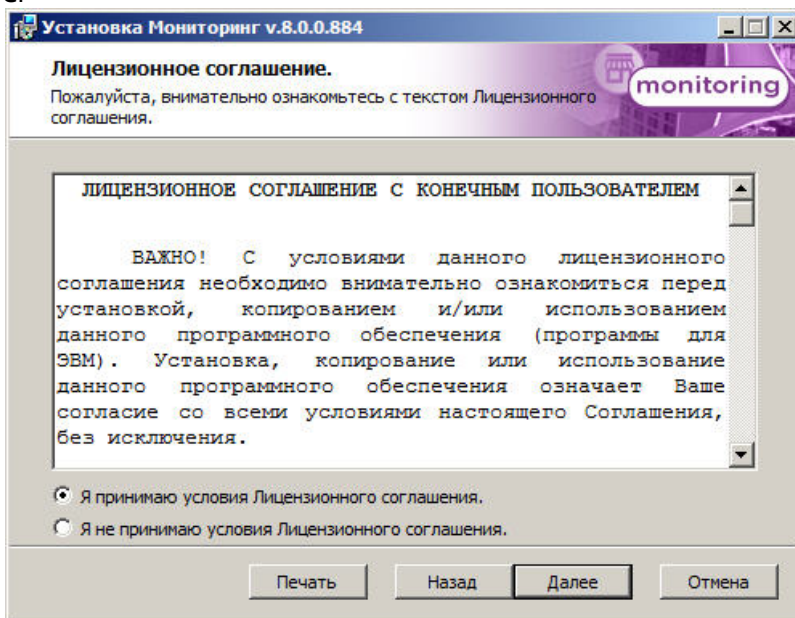 Установка Мониторинг v.8.0.0.884
Лицензионное соглашение.
Пожалуйста, внимательно ознакомьтесь с текстом Лицензионного
соглашения.
monitoring
ЛИЦЕНЗИОННОЕ СОГЛАШЕНИЕ С КОНЕЧНЫМ ПОЛЬЗОВАТЕЛЕМ
ВАЖНО! С условиями данного лицензионного
соглашения необходимо внимательно ознакомиться перед
установкой, копированием и/или использованием
данного программного обеспечения (программы для
ЭВМ). Установка, копирование или использование
данного программного обеспечения означает Ваше
согласие со всеми условиями настоящего Соглашения,
без исключения.
Я принимаю условия Лицензионного соглашения.
Я не принимаю условия Лицензионного соглашения.
Печать Назад Далее Отмена